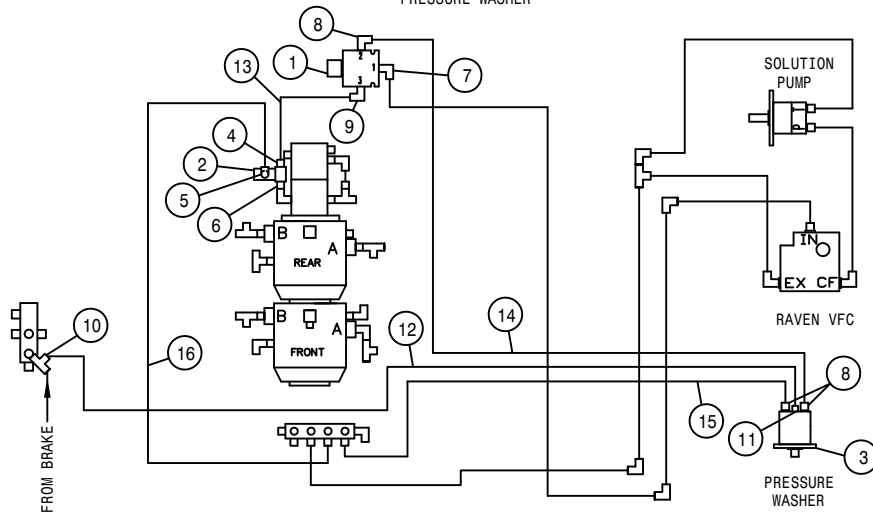 PRESSURE WASHER
8
2
1
1
7
3
13
9
4
2
5
6
SOLUTION
PUMP
B
A
REAR
B
A
FRONT
IN
EX CF
RAVEN VFC
10
16
12
14
15
8
11
3
FROM BRAKE
PRESSURE
WASHER